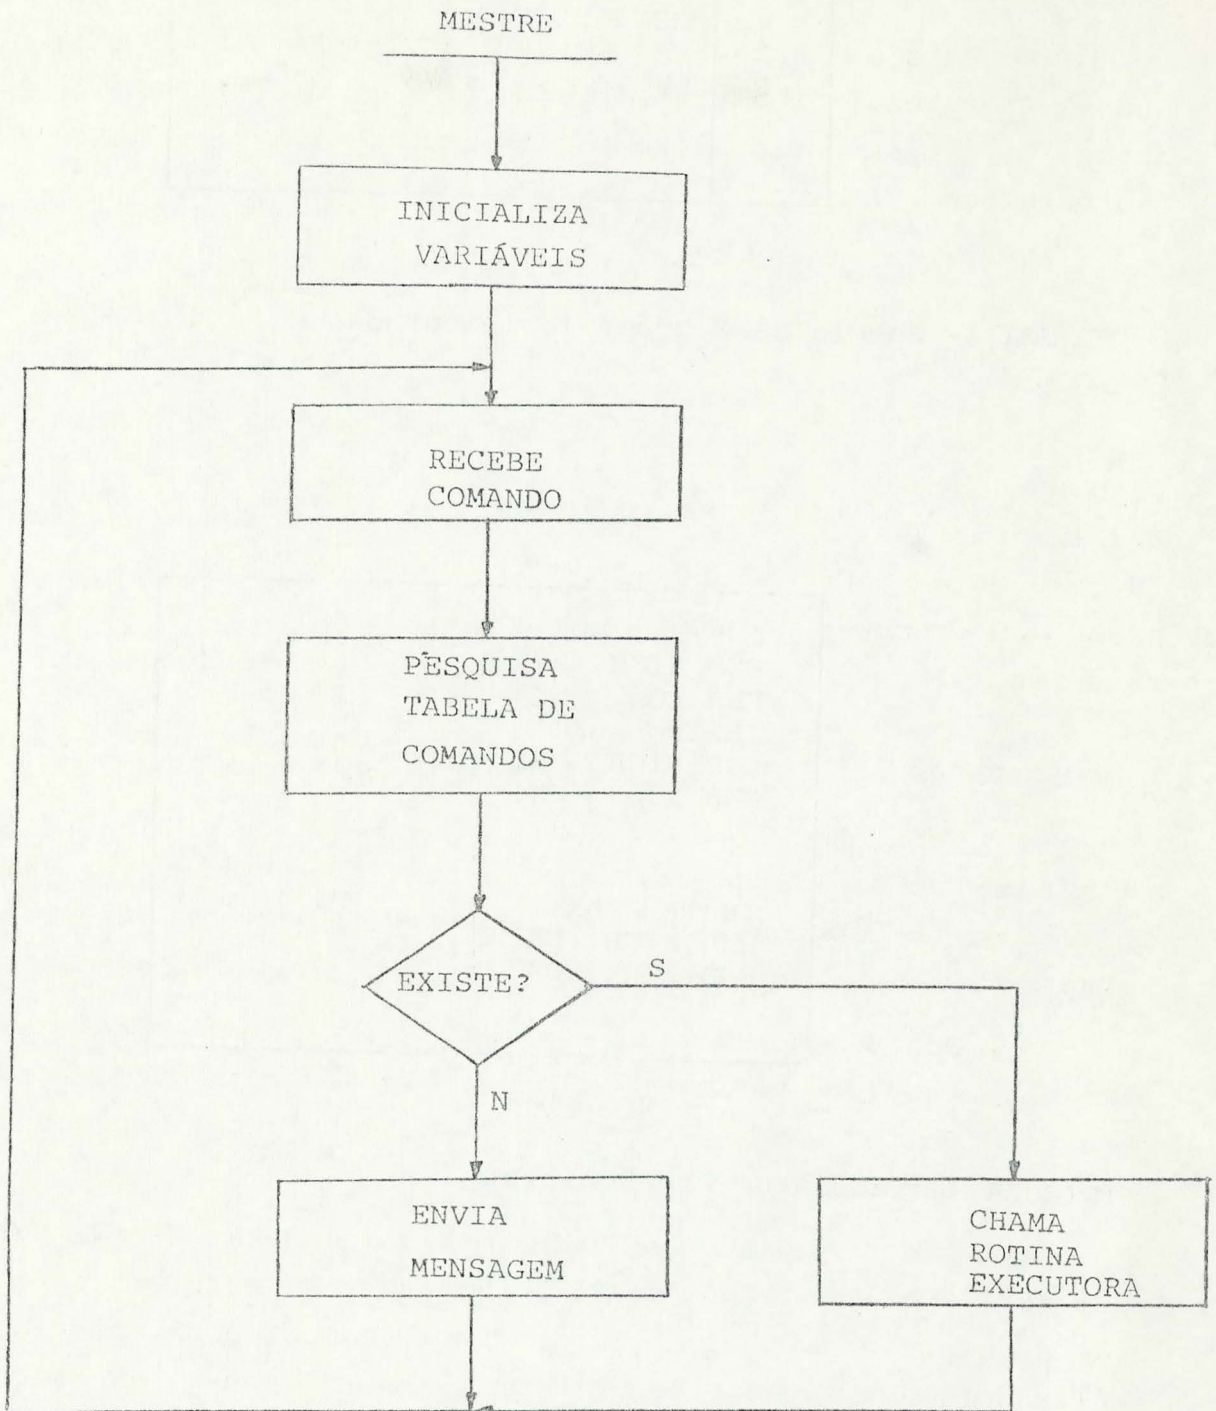 MESTRE
INICIALIZA
VARIÁVEIS
RECEBE
COMANDO
PESQUISA
TABELA DE
COMANDOS
EXISTE?
S
N
ENVIA
MENSAGEM
CHAMA
ROTINA
EXECUTORA